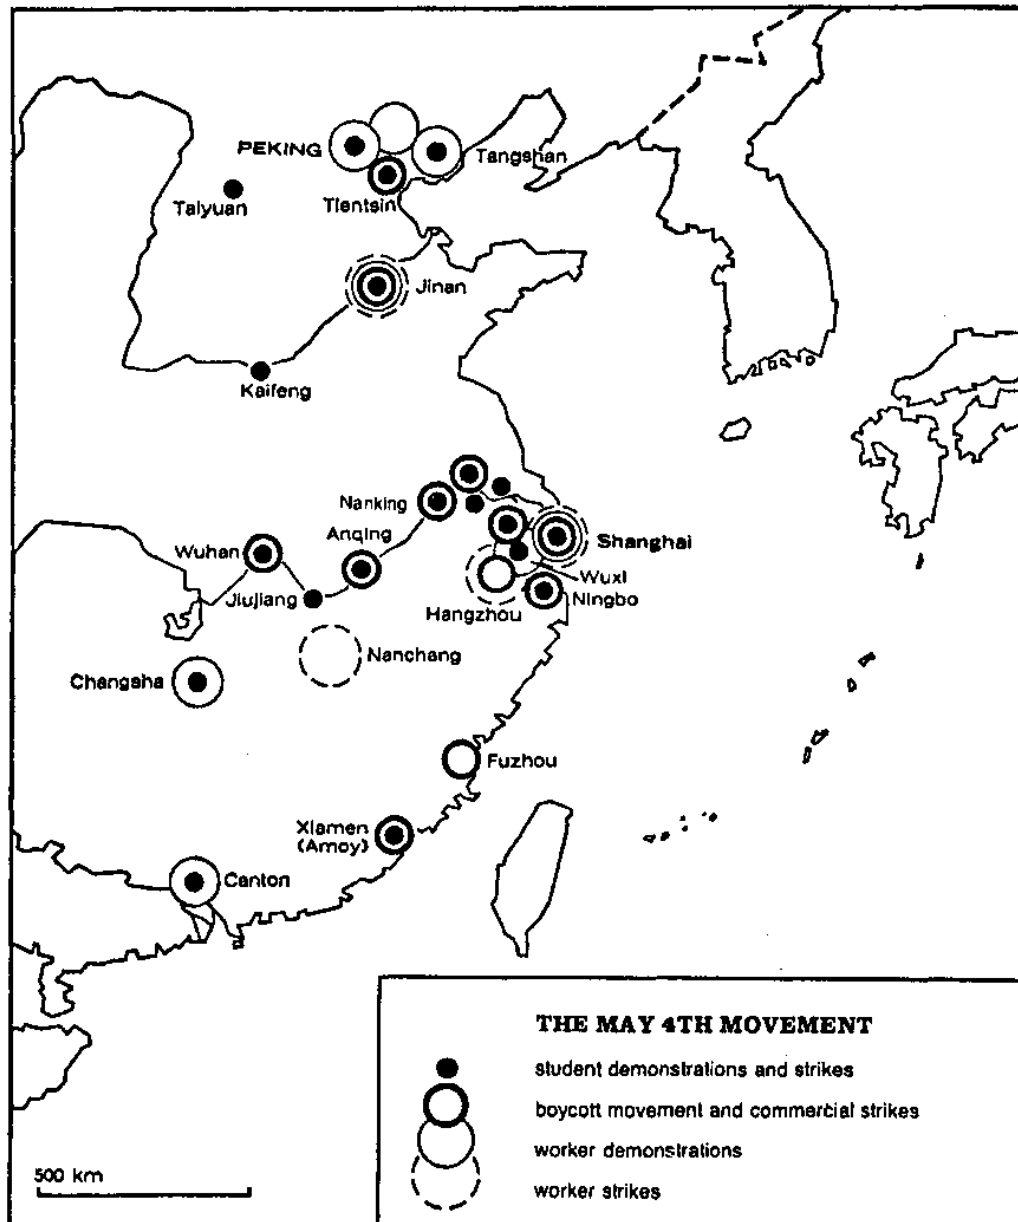 PEKING
Tangshan
Tientsin
Taiyuan
Jinan
Kaifeng
Nanking
Anqing
Wuhan
Shanghai
Wuxi
Jiujiang
Ningbo
Hangzhou
Nanchang
Changsha
Fuzhou
Xiamen
(Amoy)
Canton
THE MAY 4TH MOVEMENT
student demonstrations and strikes
boycott movement and commercial strikes
worker demonstrations
worker strikes
500 km